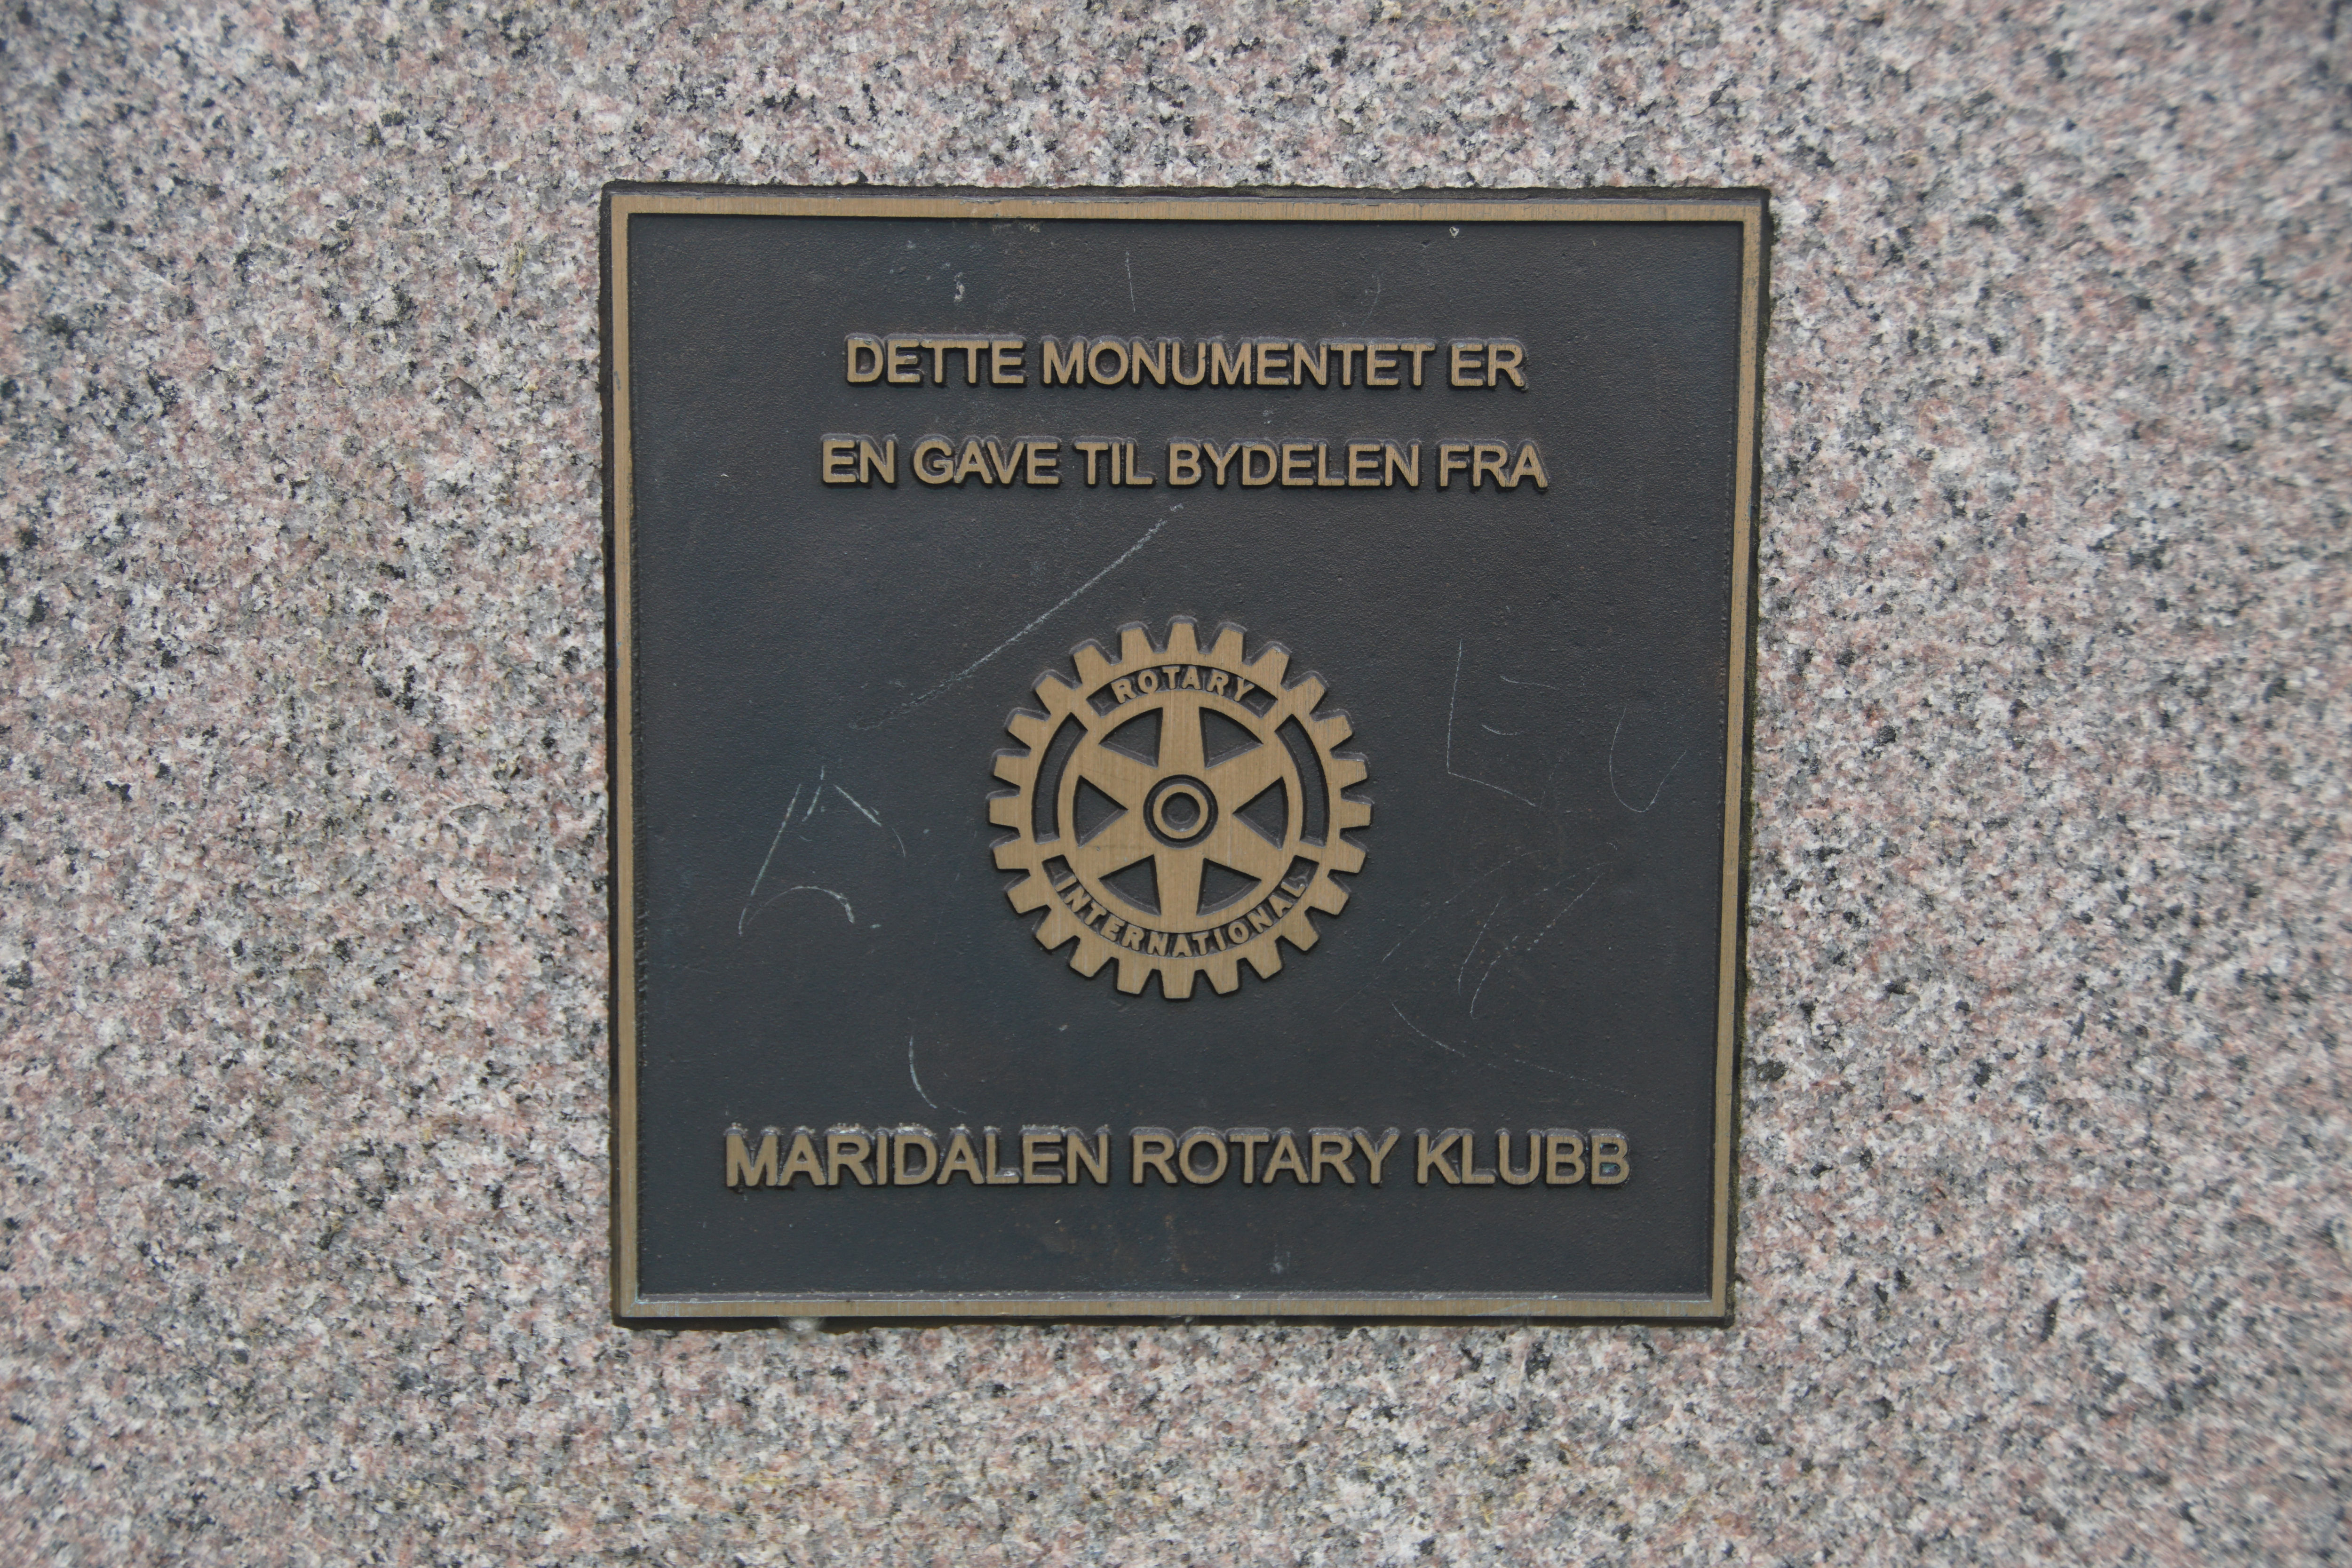 DETTE MONUMENTET ER
EN GAVE TIL BYDELEN FRA
ROTARY
INTERNATIONAL
MARIDALEN ROTARY KLUBB